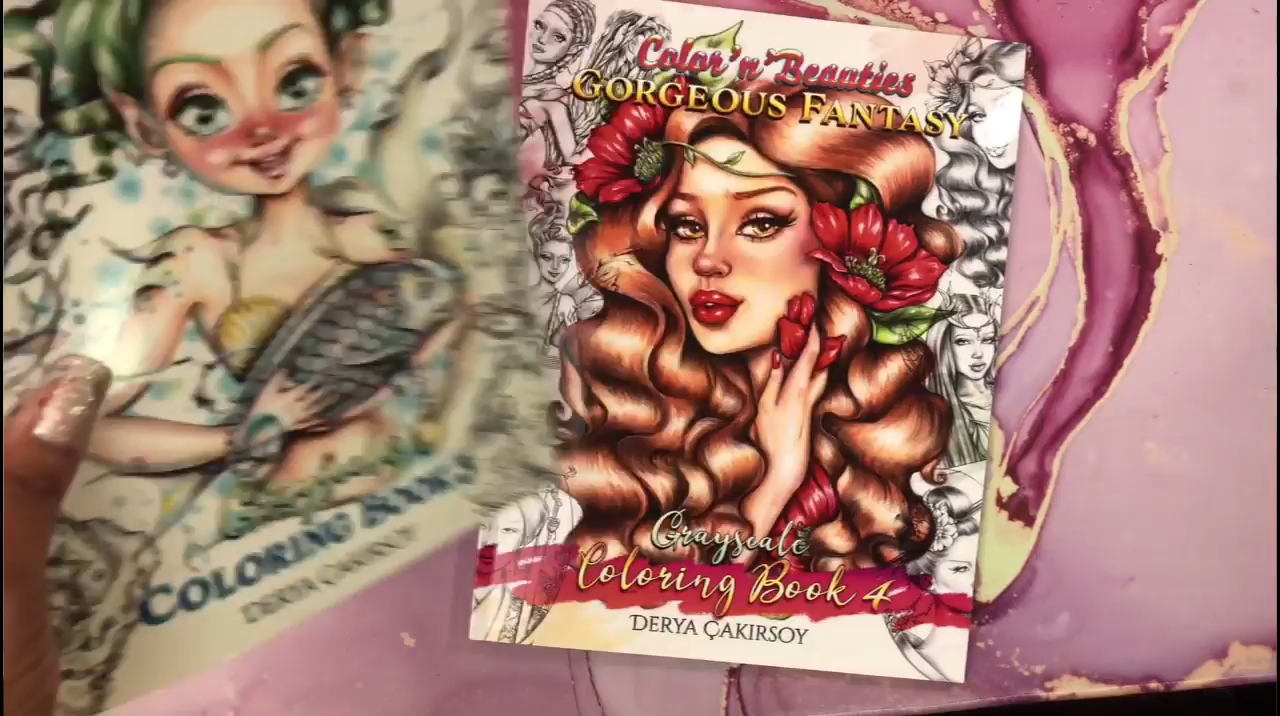 Color'n'Beauties
GORGEOUS FANTASY
Grayscale
Coloring Book 4
DERYA ÇAKIRSOY
COLORING